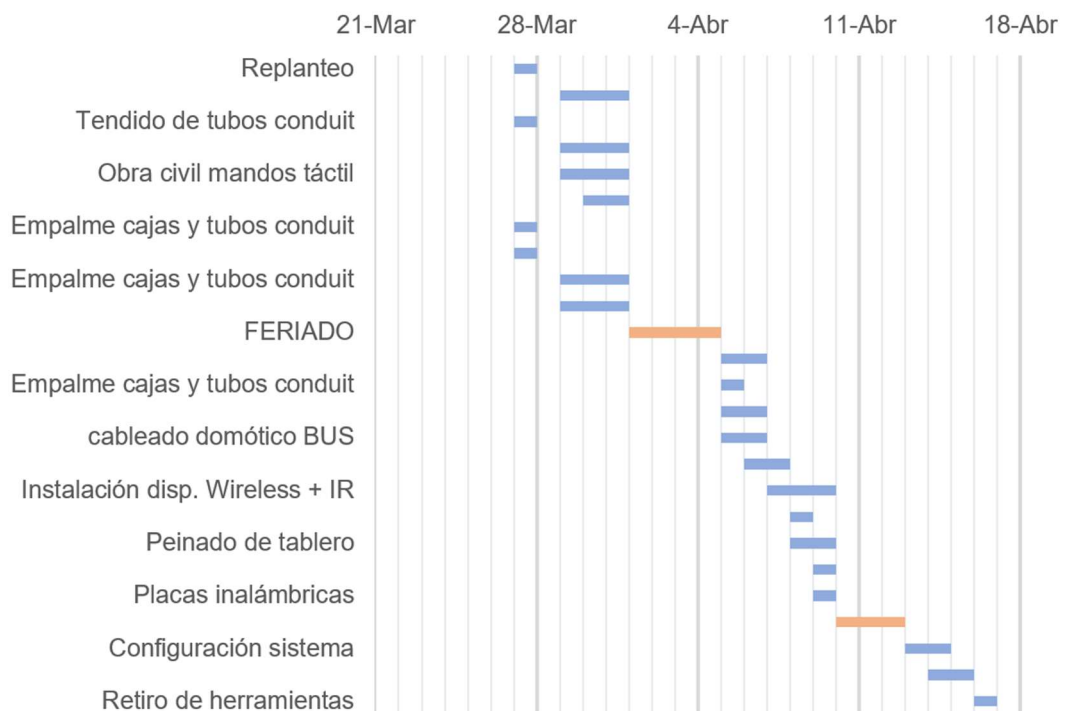 21-Mar 28-Mar 4-Abr 11-Abr 18-Abr
Replanteo
Tendido de tubos conduit
Obra civil mandos táctil
Empalme cajas y tubos conduit
Empalme cajas y tubos conduit
FERIADO
Empalme cajas y tubos conduit
cableado domótico BUS
Instalación disp. Wireless + IR
Peinado de tablero
Placas inalámbricas
Configuración sistema
Retiro de herramientas